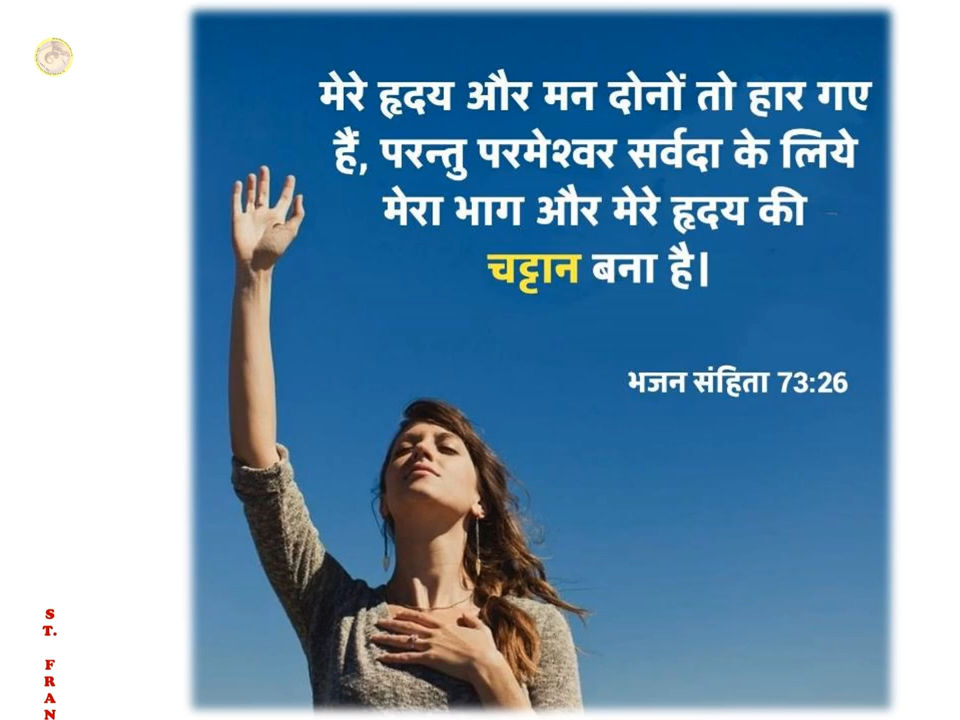 मेरे हृदय और मन दोनों तो हार गए
हैं, परन्तु परमेश्वर सर्वदा के लिये
मेरा भाग और मेरे हृदय की
चट्टान बना है।
भजन संहिता 73:26
S
T.
F
R
A
N